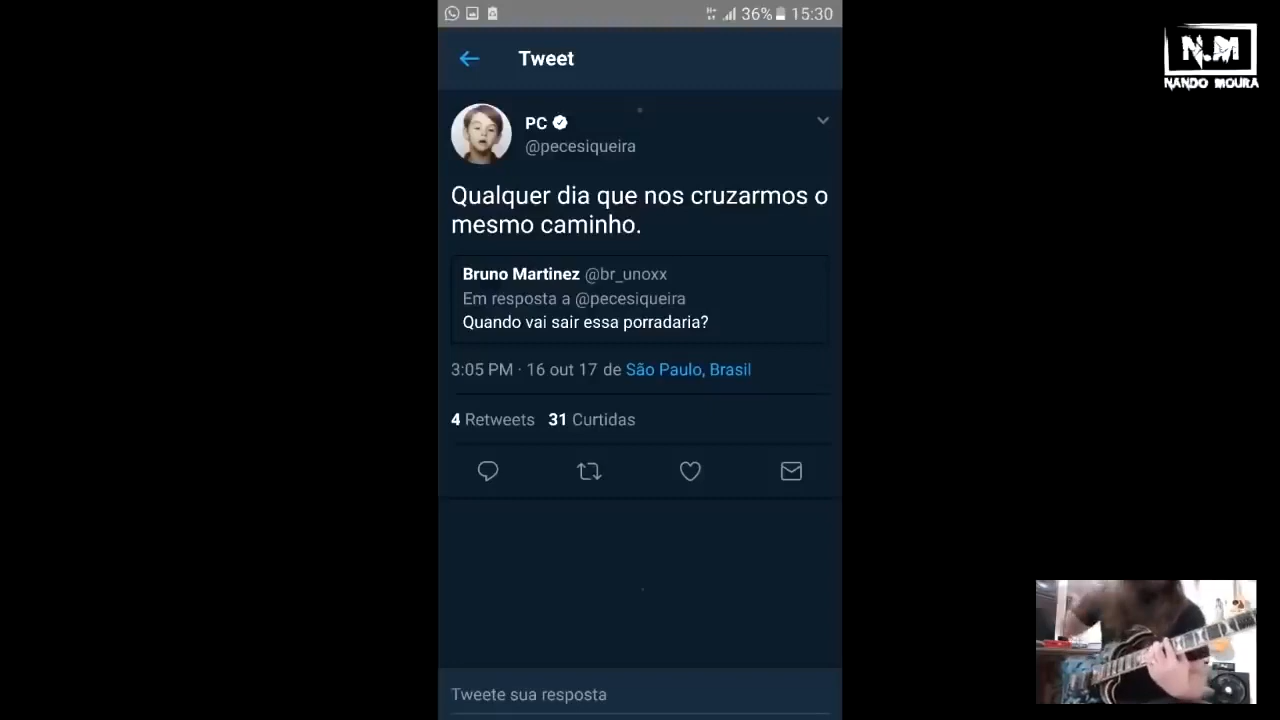 36% 15:30
N.M
NANDO MOURA
Tweet
PC
@pecesiqueira
Qualquer dia que nos cruzarmos o
mesmo caminho.
Bruno Martinez @br_unoxx
Em resposta a @pecesiqueira
Quando vai sair essa porradaria?
3:05 PM · 16 out 17 de São Paulo, Brasil
4 Retweets 31 Curtidas
Tweete sua resposta